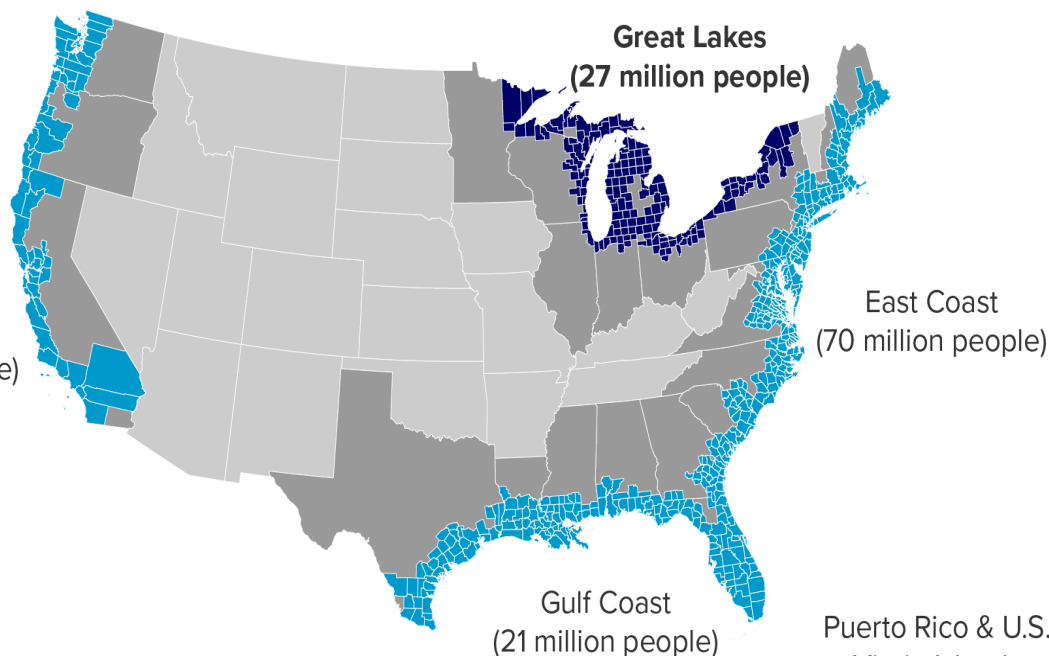 Great Lakes
(27 million people)
East Coast
(70 million people)
e)
Gulf Coast
(21 million people)
Puerto Rico & U.S.